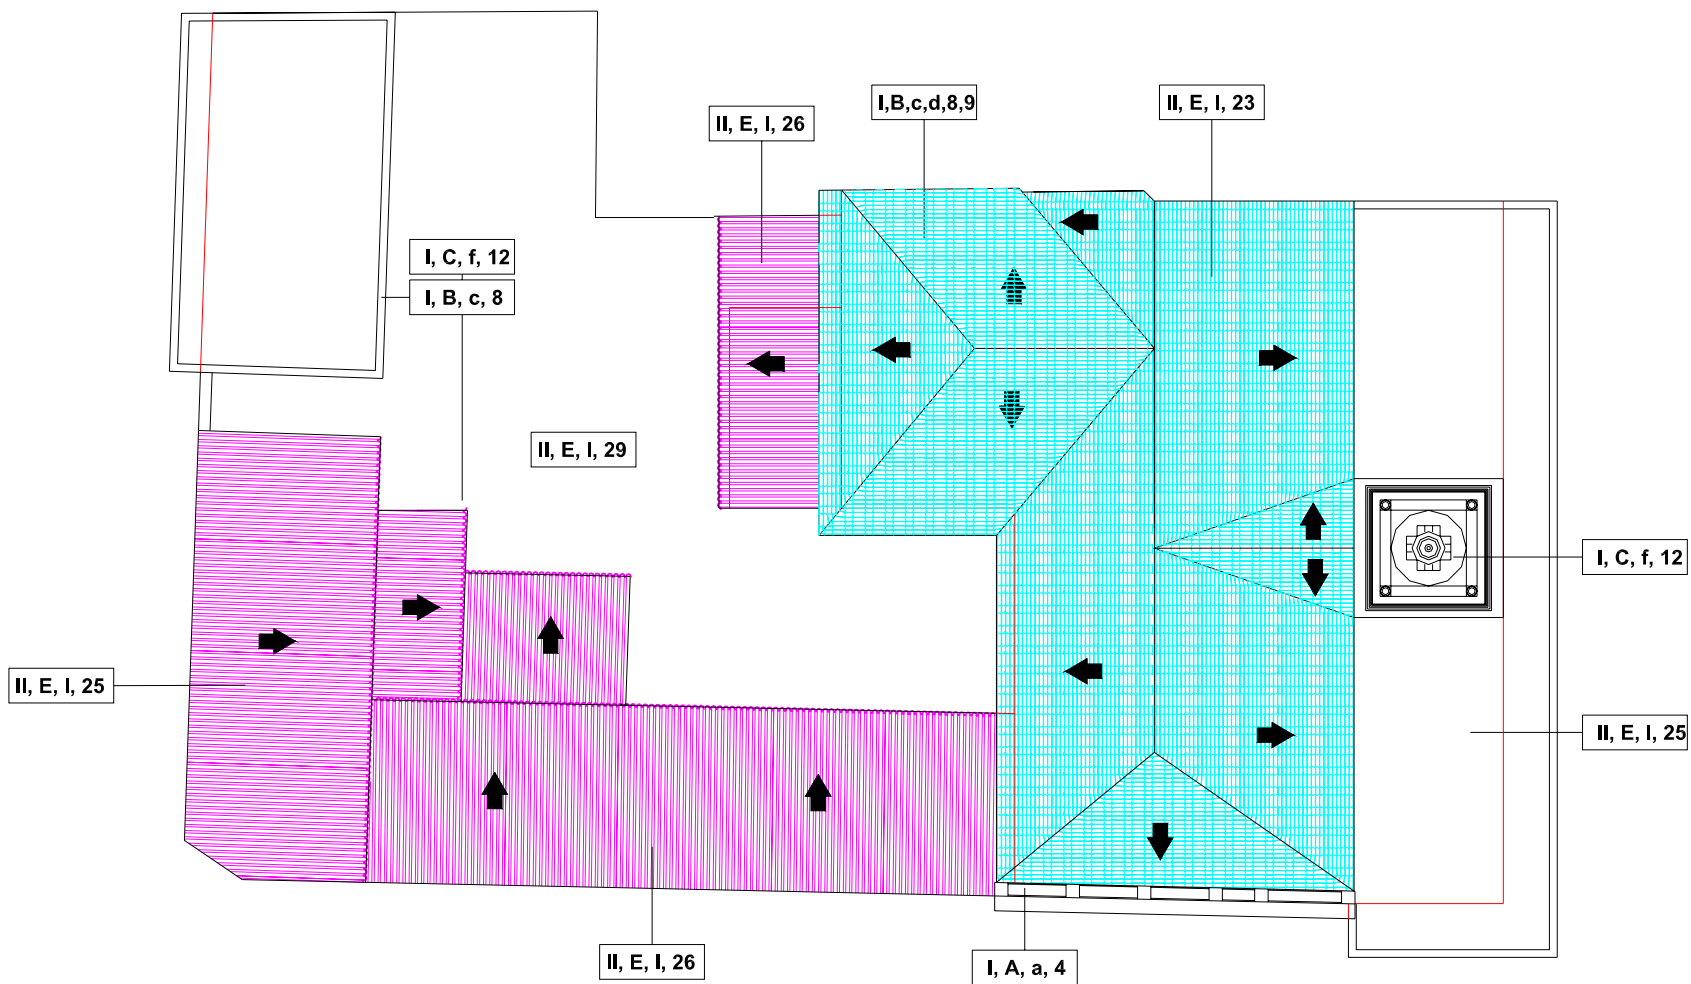 I,B,c,d,8,9
II, E, I, 23
II, E, I, 26
I, C, f, 12
I, B, c, 8
II, E, I, 29
I, C, f, 12
II, E, I, 25
II, E, I, 25
II, E, I, 26
I, A, a, 4